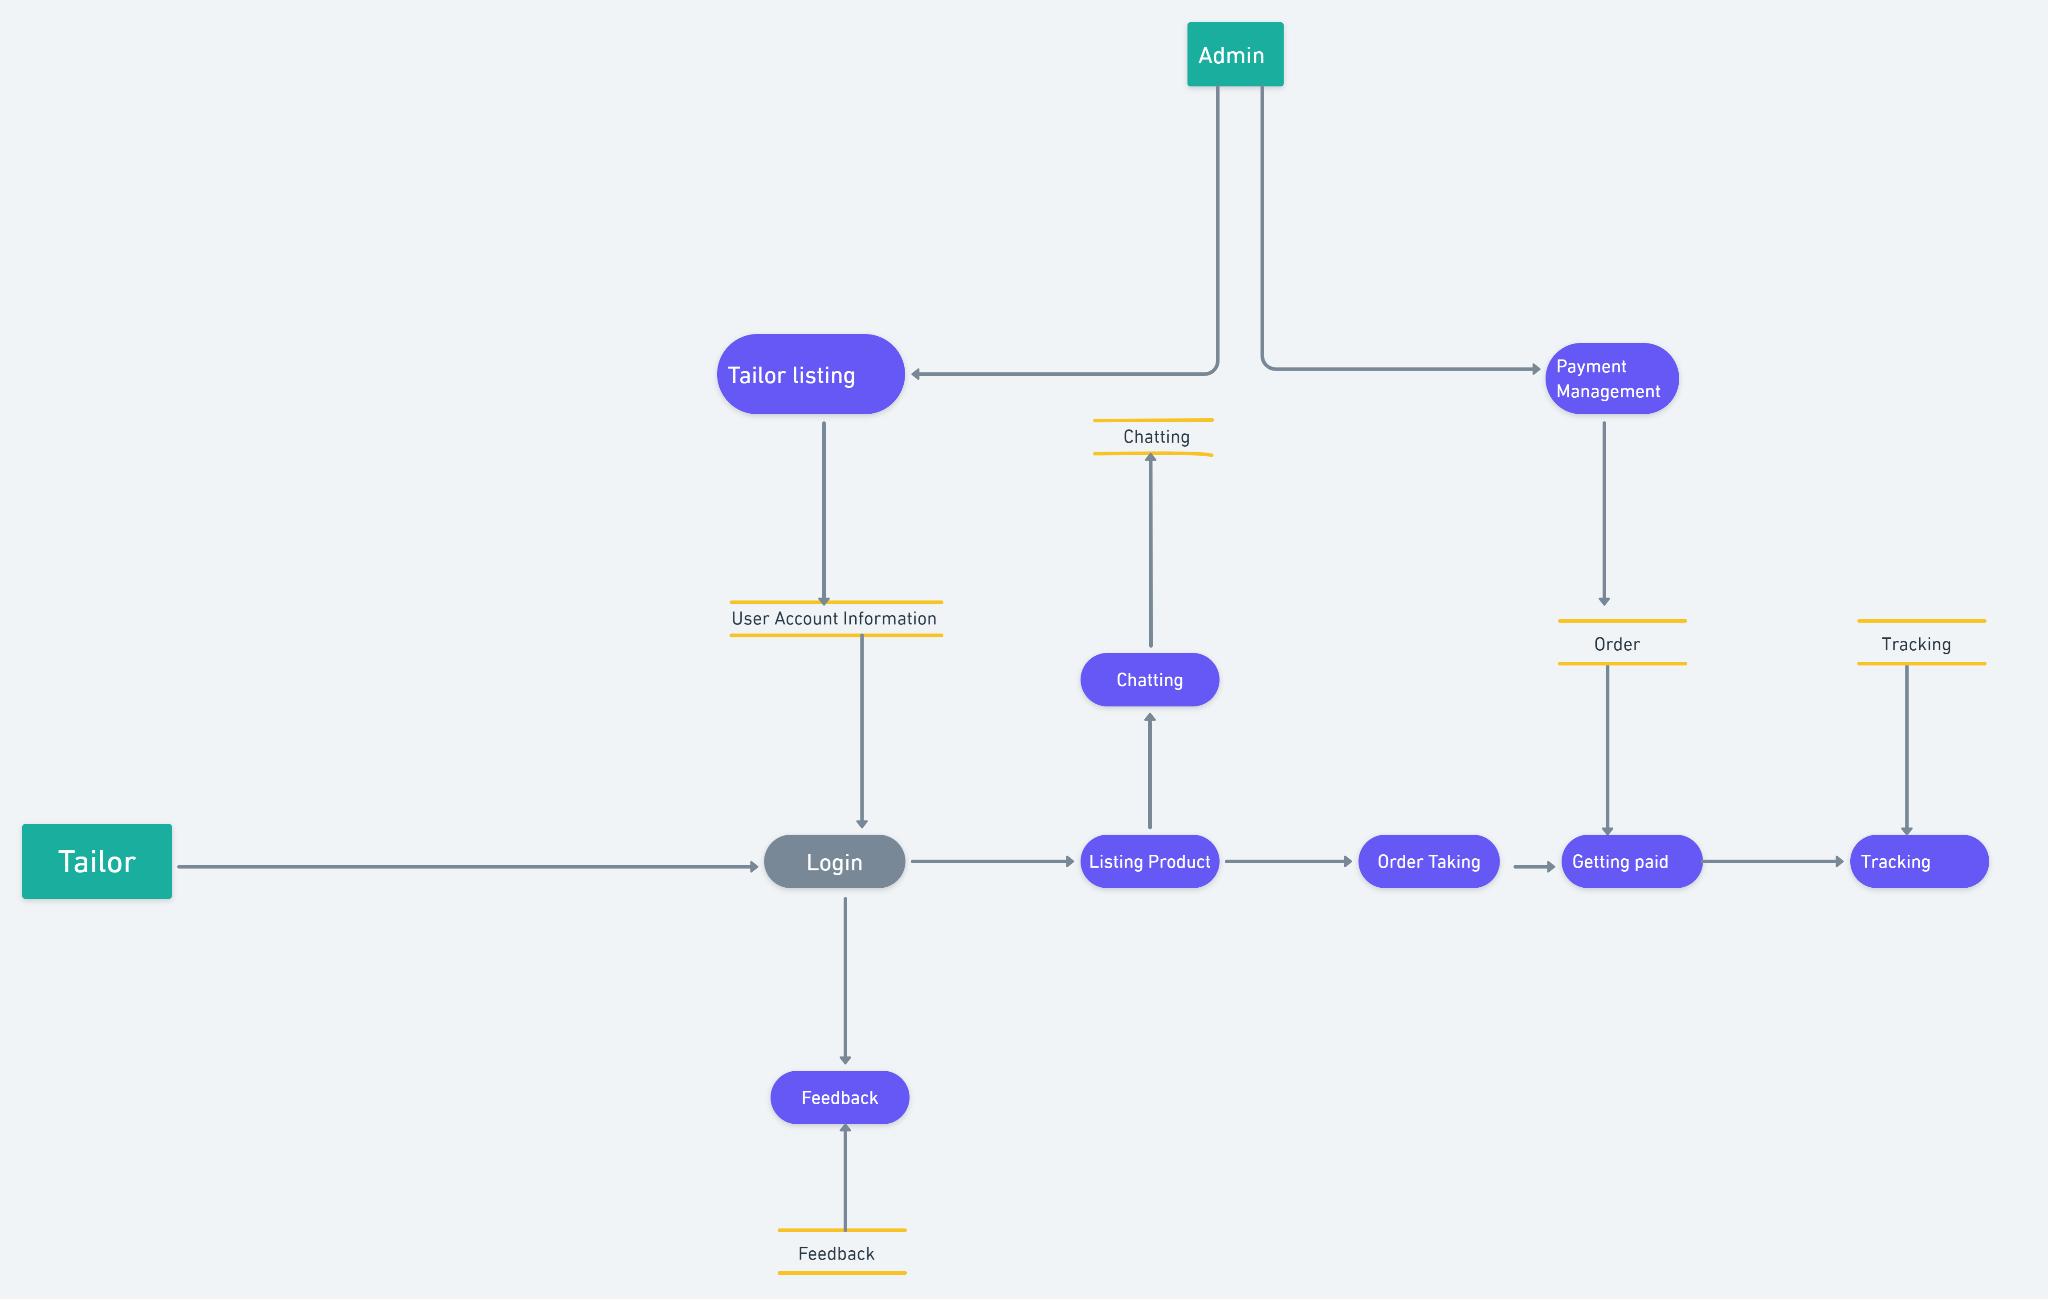 Admin
Tailor listing
Payment
Management
Chatting
User Account Information
Order
Tracking
Chatting
Tailor
Login
Listing Product
Order Taking
Getting paid
Tracking
Feedback
Feedback